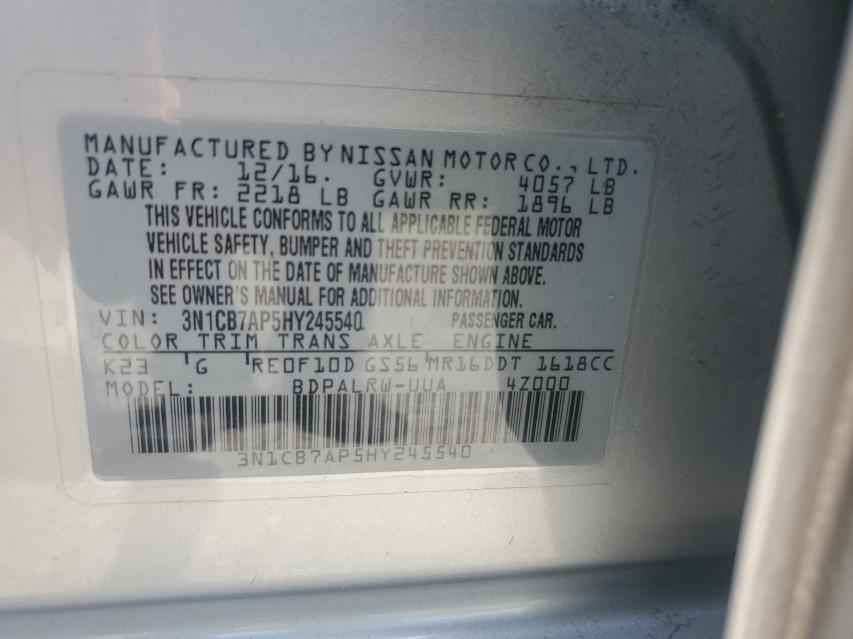 MANUFACTURED BY NISSAN MOTOR CO., LTD.
DATE: 12/16. GVWR: 4057 LB
GAWR FR: 2218 LB GAWR RR: 1896 LB
THIS VEHICLE CONFORMS TO ALL APPLICABLE FEDERAL MOTOR
VEHICLE SAFETY, BUMPER AND THEFT PREVENTION STANDARDS
IN EFFECT ON THE DATE OF MANUFACTURE SHOWN ABOVE.
SEE OWNER'S MANUAL FOR ADDITIONAL INFORMATION.
VIN: 3N1CB7AP5HY245540 PASSENGER CAR.
COLOR TRIM TRANS AXLE ENGINE
K23 G RE0F10D GS56 MR16DDT 1618CC
MODEL: BDPALRW-UUA 4Z000
3N1CB7AP5HY245540